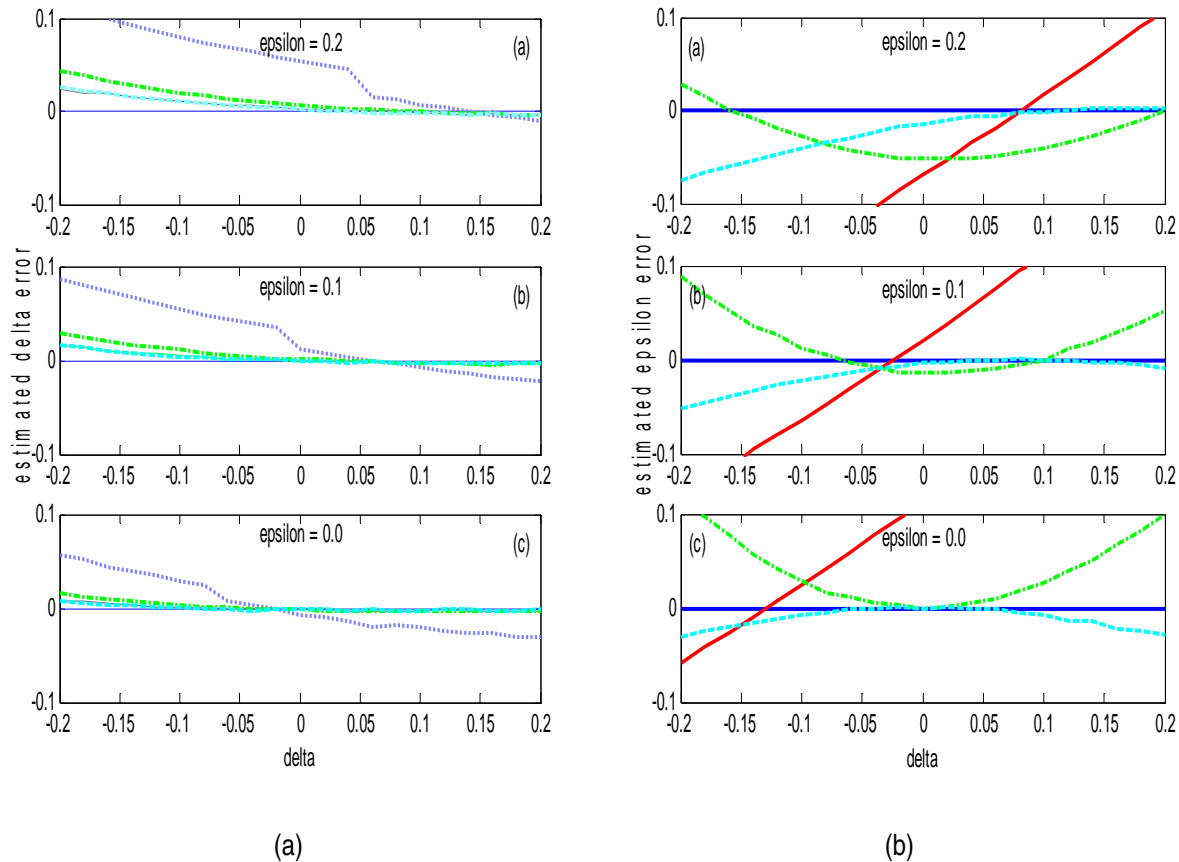 0.1
epsilon = 0.2
(a)
0
-0.1
-0.2 -0.15 -0.1 -0.05 0 0.05 0.1 0.15 0.2
0.1
epsilon = 0.1
(b)
0
-0.1
-0.2 -0.15 -0.1 -0.05 0 0.05 0.1 0.15 0.2
estimated delta error
0.1
epsilon = 0.0
(c)
0
-0.1
-0.2 -0.15 -0.1 -0.05 0 0.05 0.1 0.15 0.2
delta
(a)
0.1
(a)
epsilon = 0.2
0
-0.1
-0.2 -0.15 -0.1 -0.05 0 0.05 0.1 0.15 0.2
0.1
(b)
epsilon = 0.1
0
-0.1
-0.2 -0.15 -0.1 -0.05 0 0.05 0.1 0.15 0.2
estimated epsilon error
0.1
(c)
epsilon = 0.0
0
-0.1
-0.2 -0.15 -0.1 -0.05 0 0.05 0.1 0.15 0.2
delta
(b)